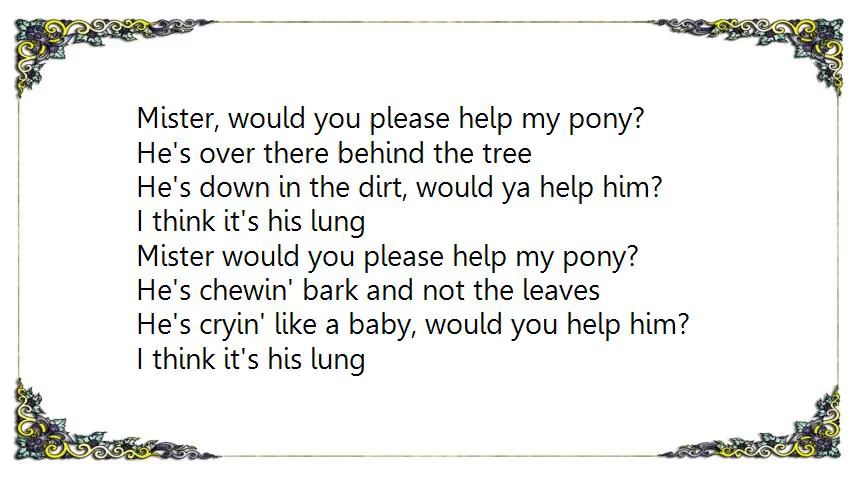 Mister, would you please help my pony?
He's over there behind the tree
He's down in the dirt, would ya help him?
I think it's his lung
Mister would you please help my pony?
He's chewin' bark and not the leaves
He's cryin' like a baby, would you help him?
I think it's his lung